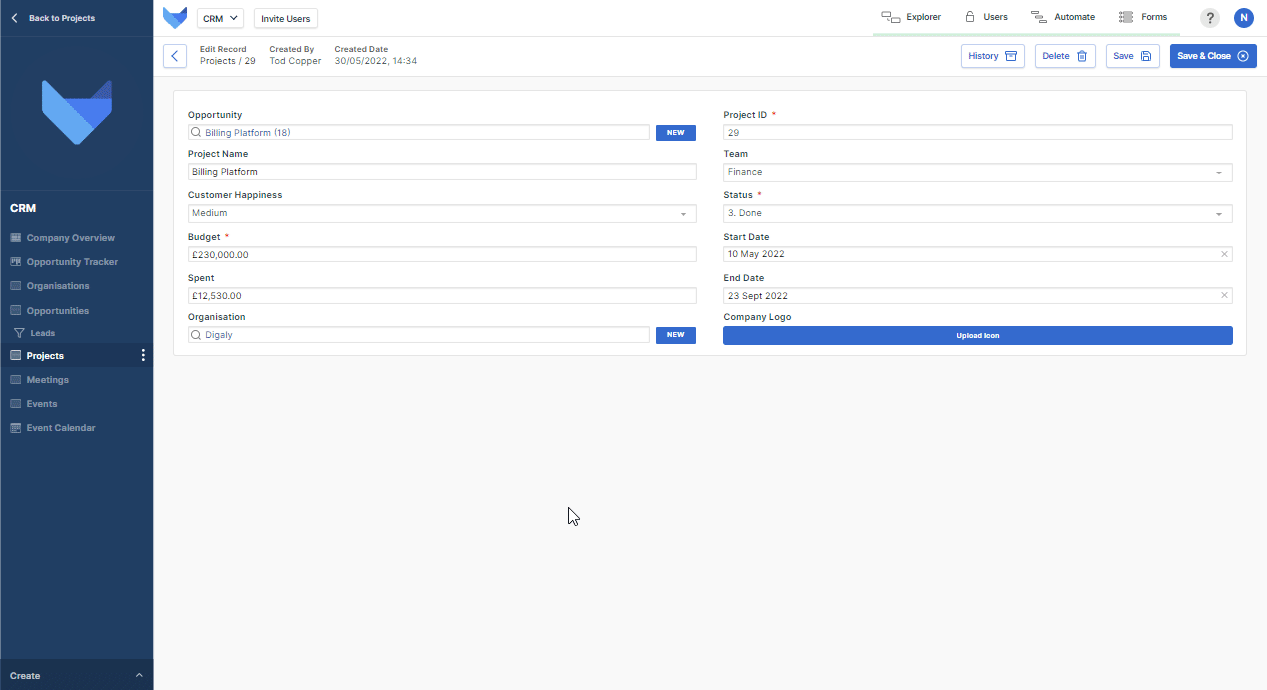 Back to Projects
CRM
Company Overview
Opportunity Tracker
Organisations
Opportunities
Leads
Projects
Meetings
Events
Event Calendar
Create
CRM
Invite Users
Explorer
Users
Automate
Forms
?
N
Edit Record
Projects / 29
Created By
Tod Copper
Created Date
30/05/2022, 14:34
History
Delete
Save
Save & Close
Opportunity
Billing Platform (18)
NEW
Project ID *
29
Project Name
Billing Platform
Team
Finance
Customer Happiness
Medium
Status *
3. Done
Budget *
£230,000.00
Start Date
10 May 2022
Spent
£12,530.00
End Date
23 Sept 2022
Organisation
Digaly
NEW
Company Logo
Upload Icon